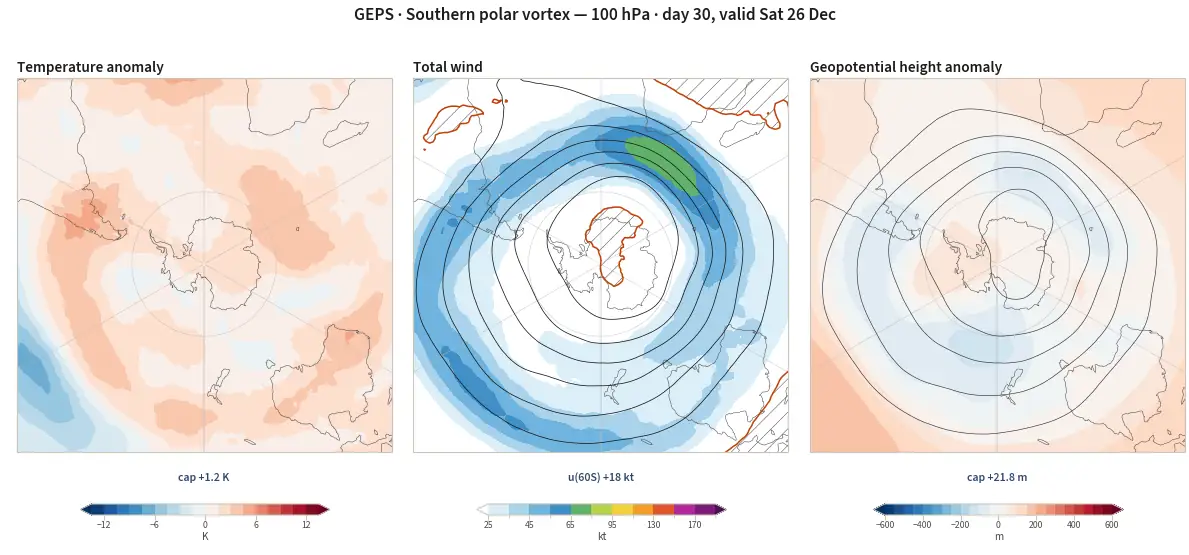 GEPS · Southern polar vortex — 100 hPa · day 30, valid Sat 26 Dec
Temperature anomaly
Total wind
Geopotential height anomaly
cap +1.2 K
u(60S) +18 kt
cap +21.8 m
−12 −6 0 6 12
K
25 45 65 95 130 170
kt
−600 −400 −200 0 200 400 600
m